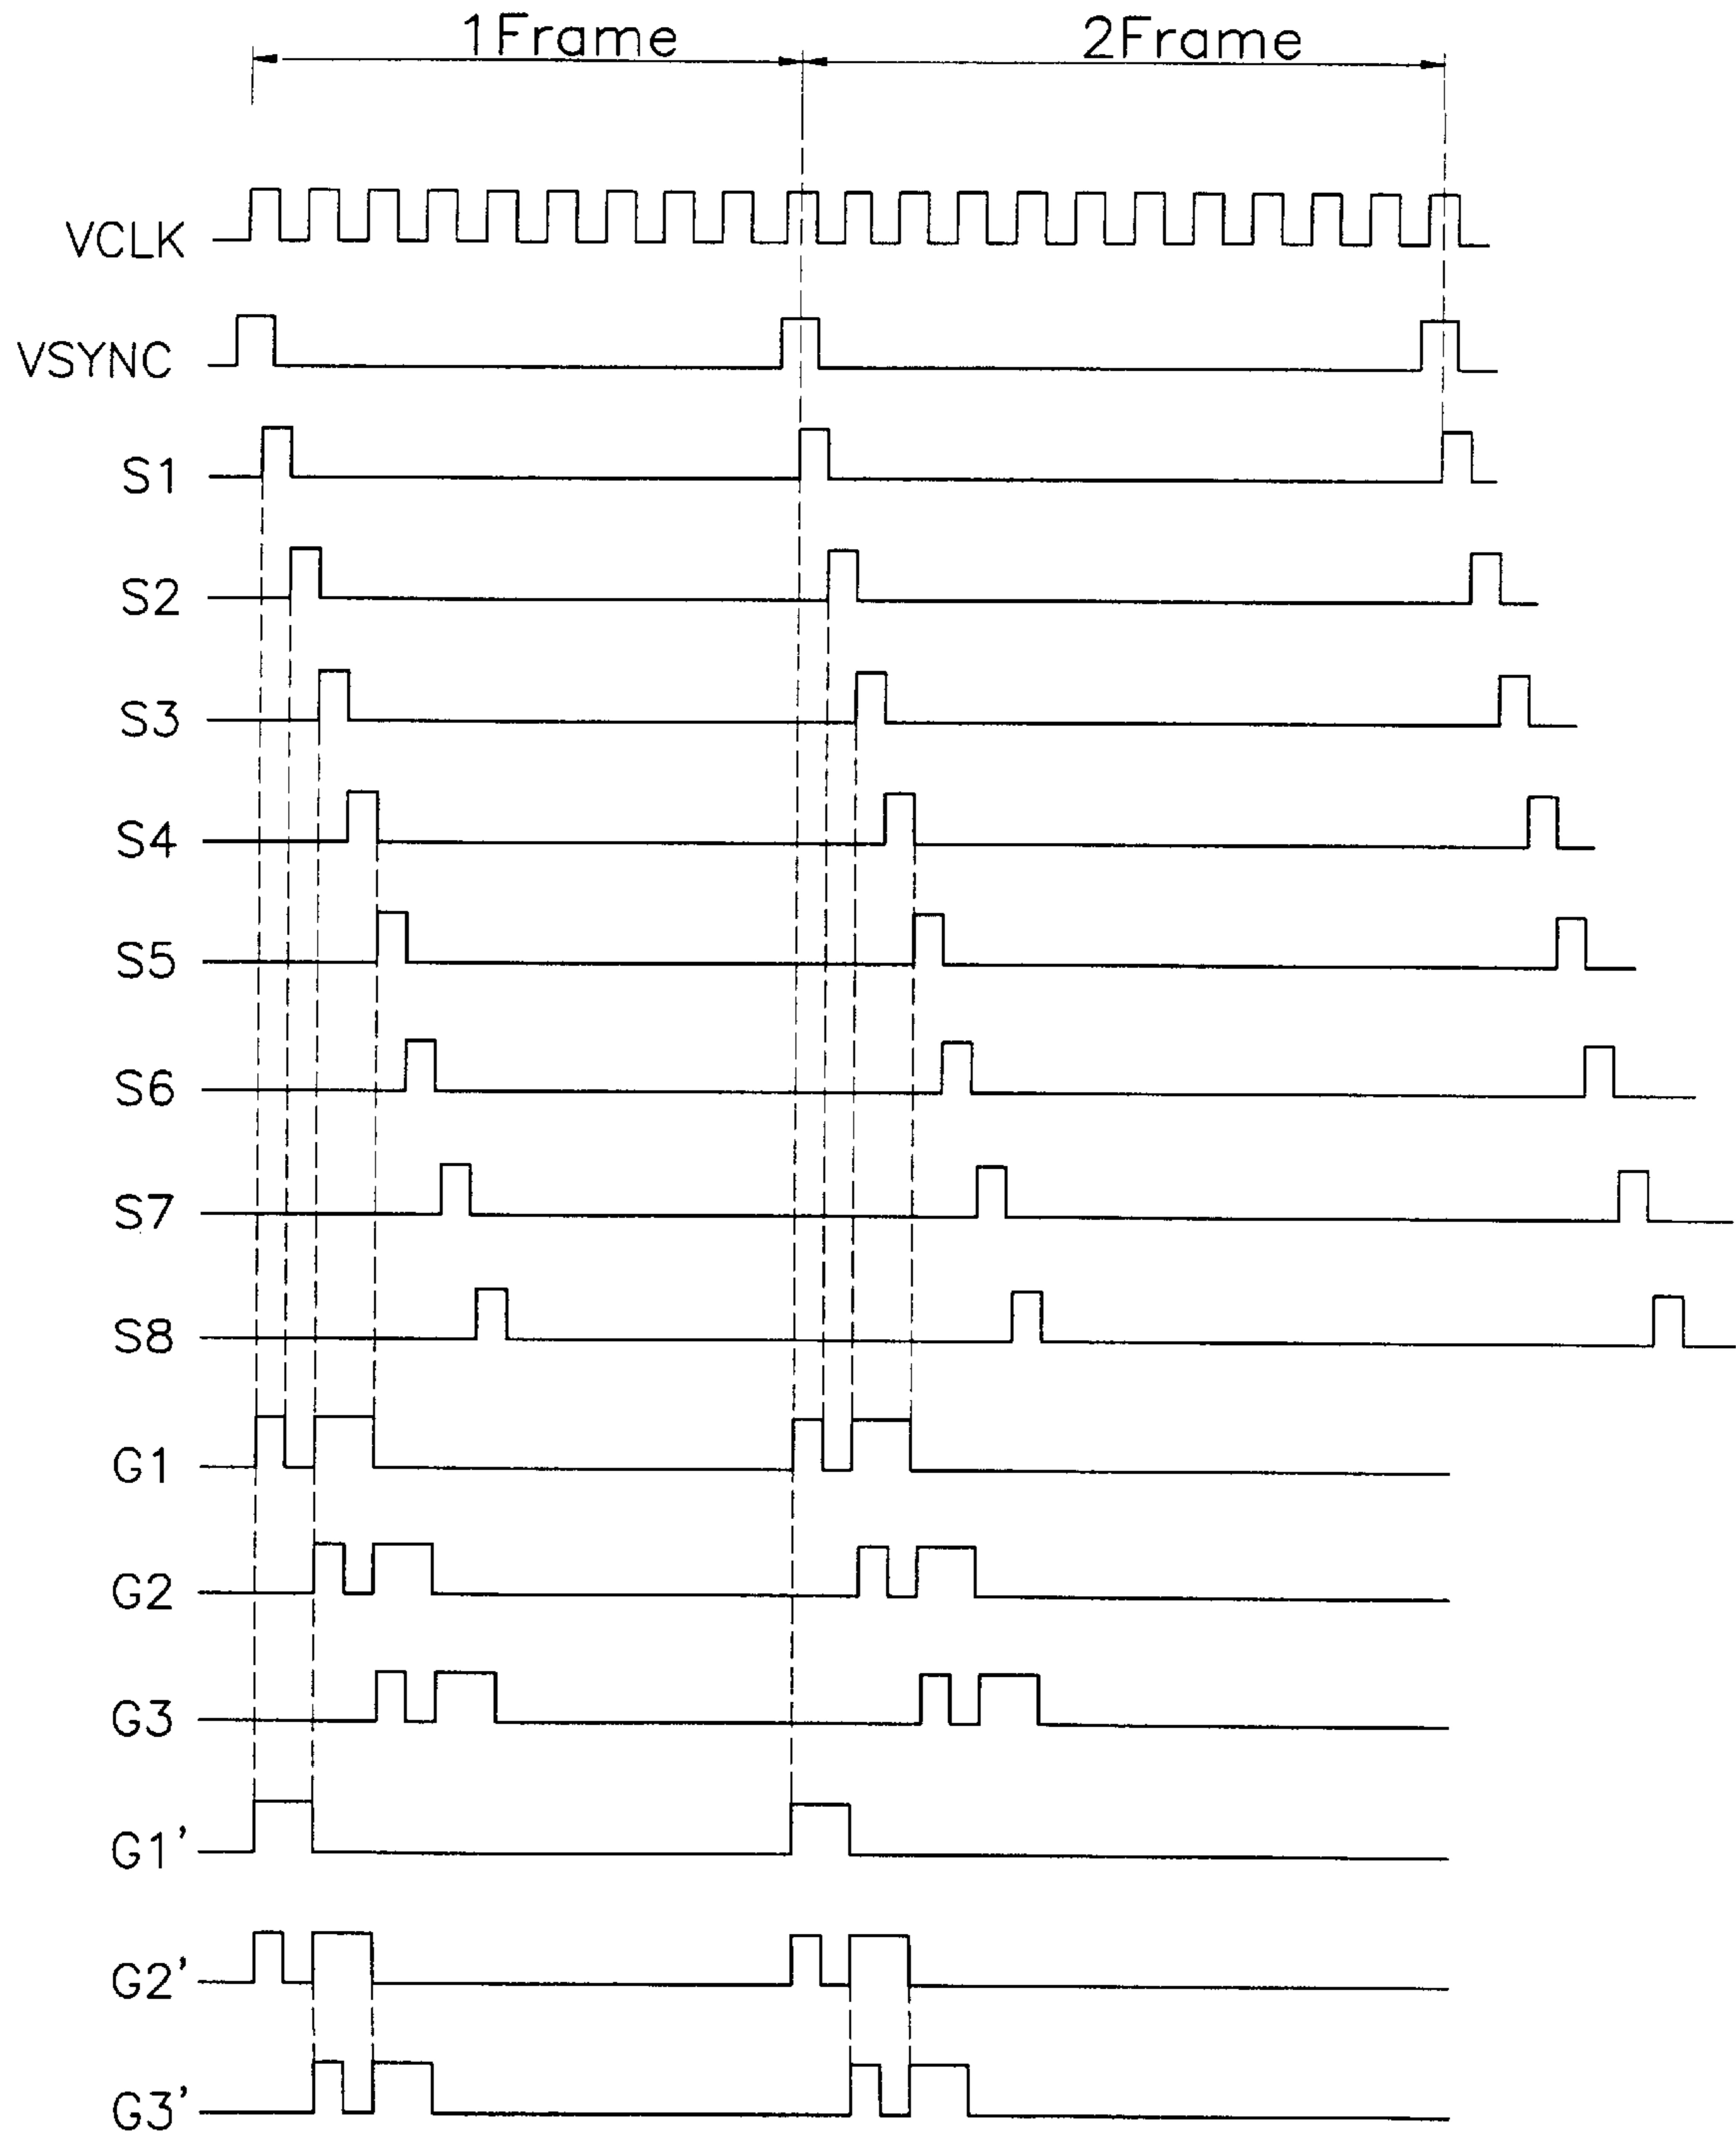 1Frame 2Frame
VCLK
VSYNC
S1
S2
S3
S4
S5
S6
S7
S8
G1
G2
G3
G1'
G2'
G3'